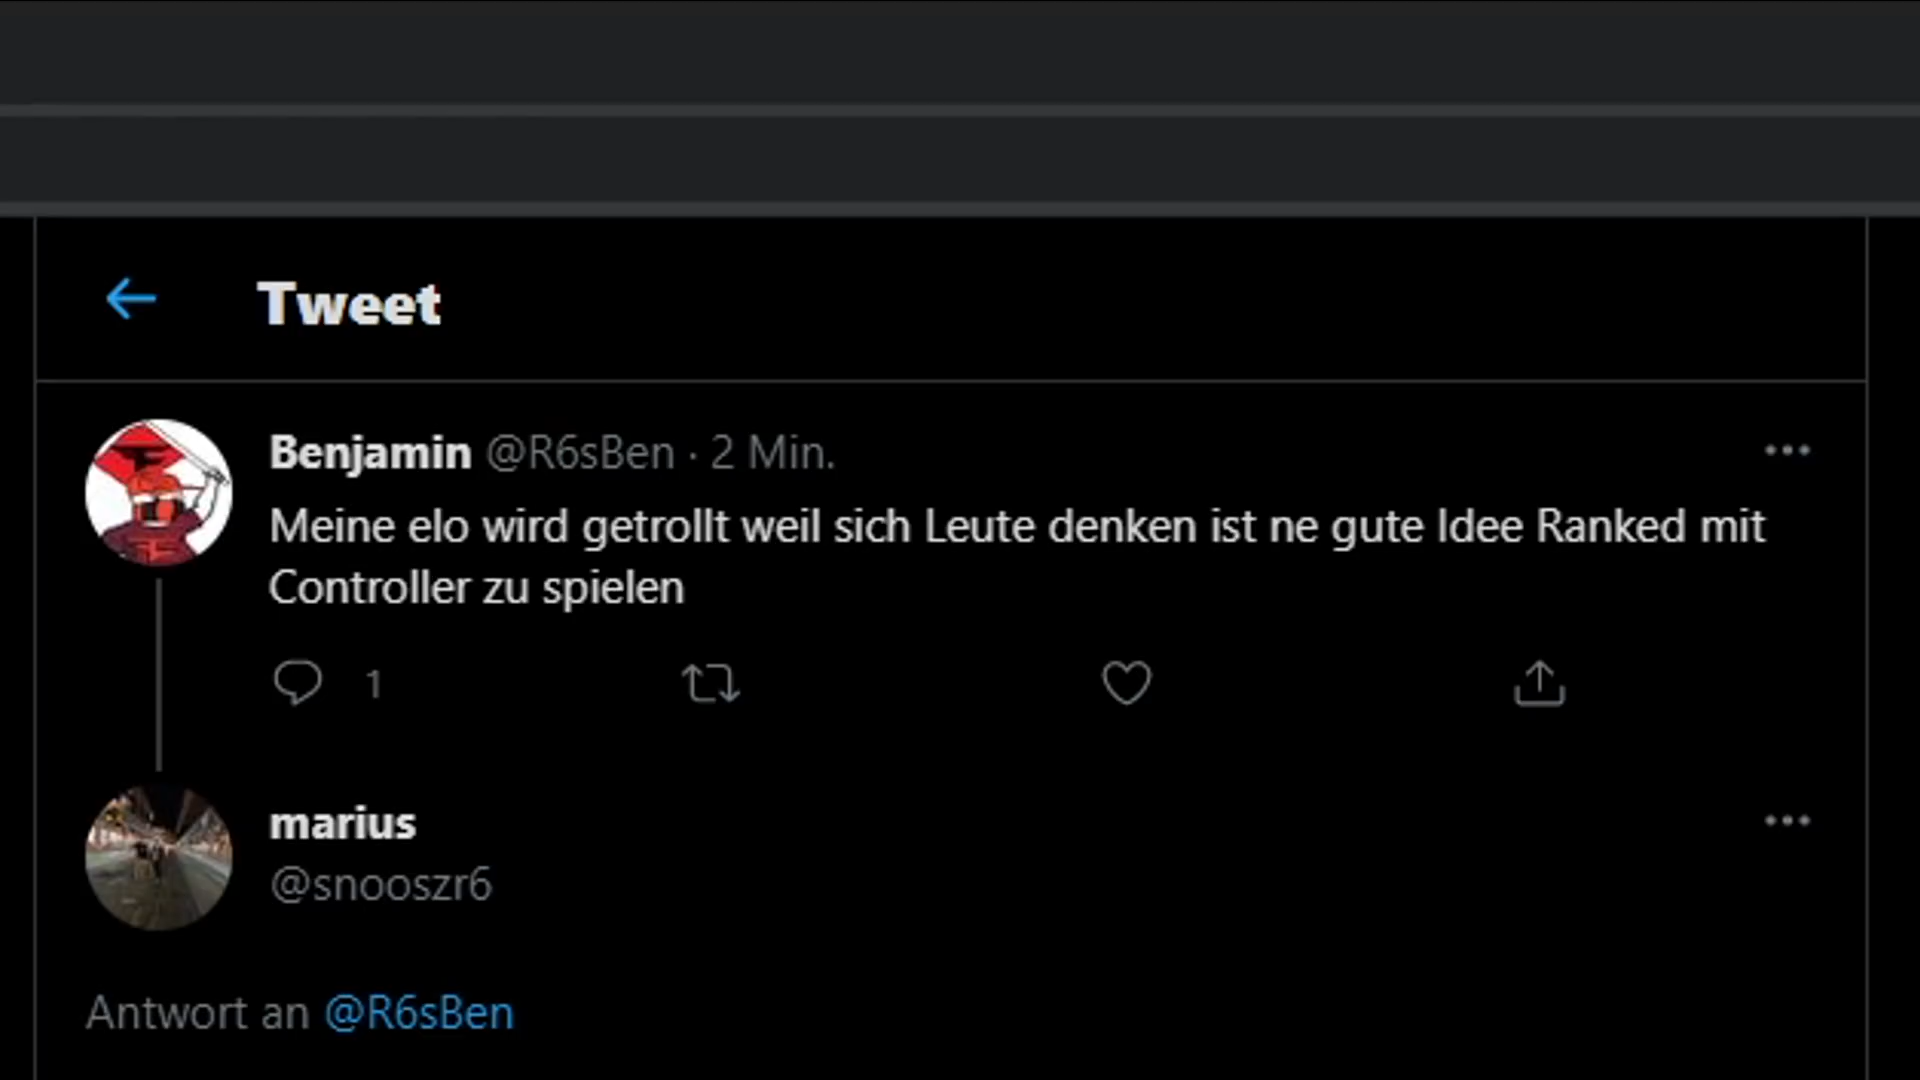 Tweet
Benjamin @R6sBen · 2 Min.
Meine elo wird getrollt weil sich Leute denken ist ne gute Idee Ranked mit
Controller zu spielen
1
marius
@snooszr6
Antwort an @R6sBen